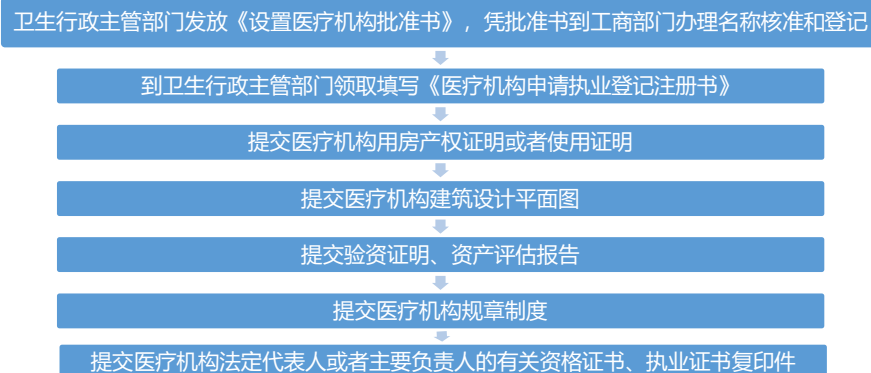 卫生行政主管部门发放《设置医疗机构批准书》，凭批准书到工商部门办理名称核准和登记
到卫生行政主管部门领取填写《医疗机构申请执业登记注册书》
提交医疗机构用房产权证明或者使用证明
提交医疗机构建筑设计平面图
提交验资证明、资产评估报告
提交医疗机构规章制度
提交医疗机构法定代表人或者主要负责人的有关资格证书、执业证书复印件